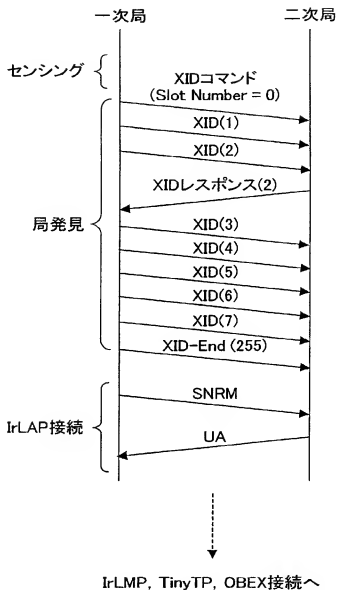 一次局
二次局
センシング
XIDコマンド
(Slot Number = 0)
XID(1)
XID(2)
XIDレスポンス(2)
局発見
XID(3)
XID(4)
XID(5)
XID(6)
XID(7)
XID-End (255)
SNRM
IrLAP接続
UA
IrLMP, TinyTP, OBEX接続へ